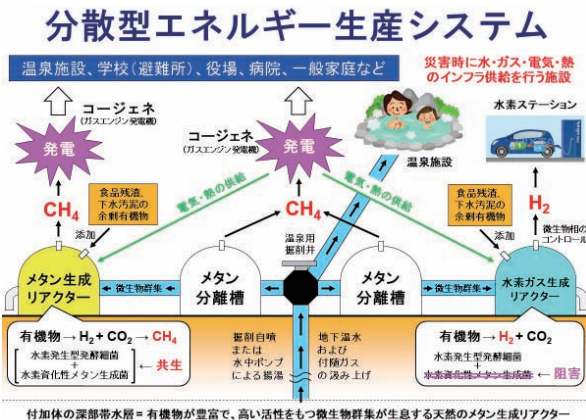 分散型エネルギー生産システム
温泉施設、学校(避難所)、役場、病院、一般家庭など
災害時に水・ガス・電気・熱
のインフラ供給を行う施設
コージェネ
(ガスエンジン発電機)
発電
コージェネ
(ガスエンジン発電機)
発電
温泉施設
水素ステーション
食品残渣、
下水汚泥の
余剰有機物
添加
CH4
電気・熱の供給
CH4
電気・熱の供給
食品残渣、
下水汚泥の
余剰有機物
添加
H2
微生物相の
コントロール
温泉用
掘削井
メタン生成
リアクター
微生物群集
メタン
分離槽
メタン
分離槽
微生物群集
水素ガス生成
リアクター
有機物→H2+CO2→CH4
水素発生型発酵細菌
+
水素資化性メタン生成菌
←共生
掘削自噴
または
水中ポンプ
による揚湯
地下温水
および
付随ガス
の汲み上げ
有機物→H2+CO2
水素発生型発酵細菌
+
水素資化性メタン生成菌
←阻害
付加体の深部帯水層=有機物が豊富で、高い活性をもつ微生物群集が生息する天然のメタン生成リアクター